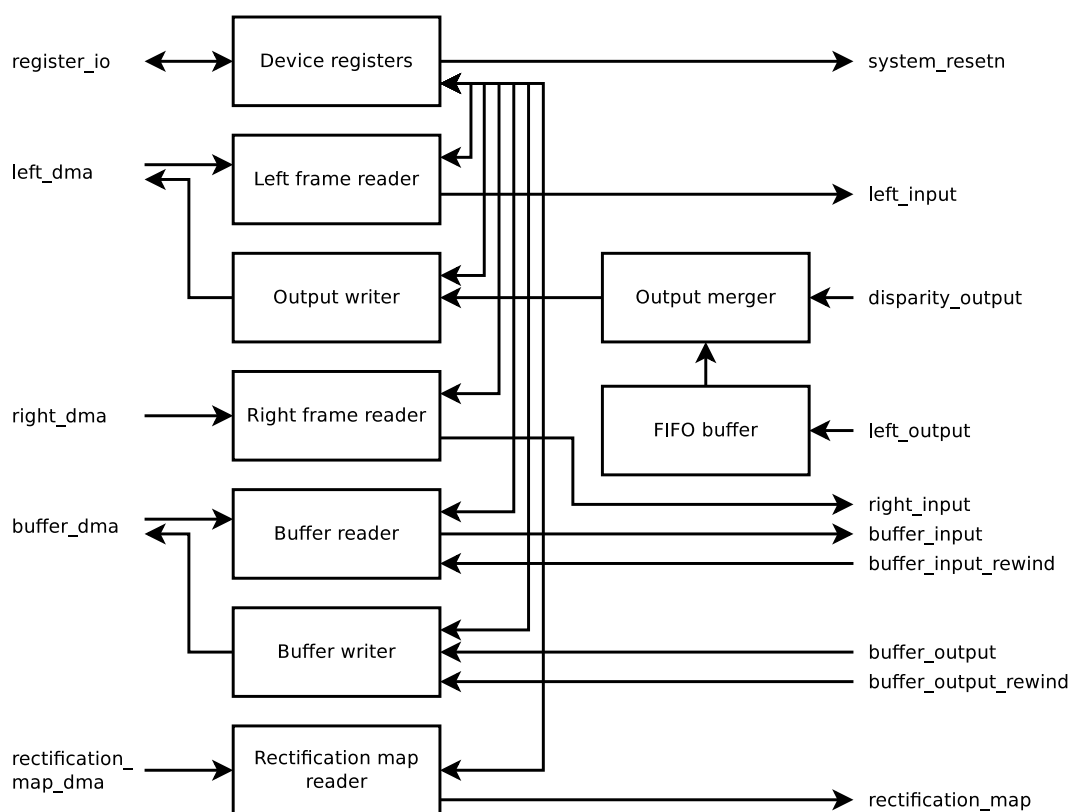 register_io
Device registers
system_resetn
left_dma
Left frame reader
left_input
Output writer
Output merger
disparity_output
right_dma
Right frame reader
FIFO buffer
left_output
right_input
buffer_dma
Buffer reader
buffer_input
buffer_input_rewind
Buffer writer
buffer_output
buffer_output_rewind
rectification_
map_dma
Rectification map
reader
rectification_map